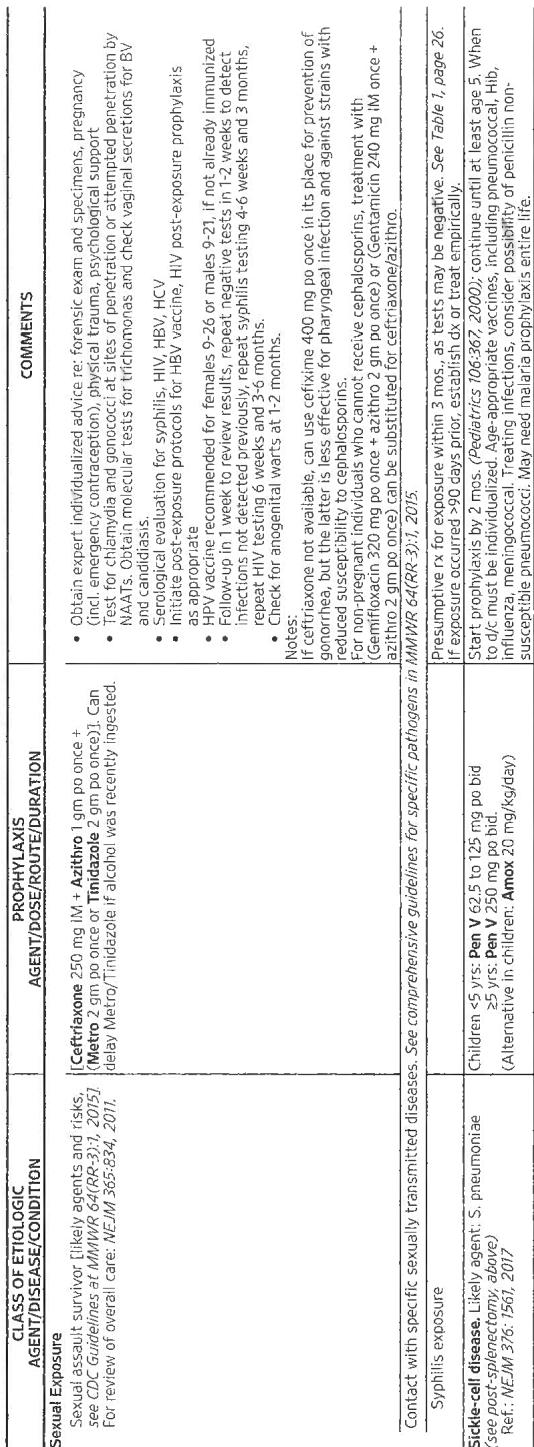 CLASS OF ETIOLOGIC
AGENT/DISEASE/CONDITION
PROPHYLAXIS
AGENT/DOSE/ROUTE/DURATION
COMMENTS
Sexual Exposure
Sexual assault survivor [likely agents and risks,
see CDC Guidelines at MMWR 64(RR-3):1, 2015].
For review of overall care: NEJM 365:834, 2011.
[Ceftriaxone 250 mg IM + Azithro 1 gm po once +
(Metro 2 gm po once or Tinidazole 2 gm po once)]. Can
delay Metro/Tinidazole if alcohol was recently ingested.
• Obtain expert individualized advice re: forensic exam and specimens, pregnancy
(incl. emergency contraception), physical trauma, psychological support
• Test for chlamydia and gonococci at sites of penetration or attempted penetration by
NAATs. Obtain molecular tests for trichomonas and check vaginal secretions for BV
and candidiasis.
• Serological evaluation for syphilis, HIV, HBV, HCV
• Initiate post-exposure protocols for HBV vaccine, HIV post-exposure prophylaxis
as appropriate
• HPV vaccine recommended for females 9-26 or males 9-21, if not already immunized
• Follow-up in 1 week to review results, repeat negative tests in 1-2 weeks to detect
infections not detected previously, repeat syphilis testing 4-6 weeks and 3 months,
repeat HIV testing 6 weeks and 3-6 months.
• Check for anogenital warts at 1-2 months.
Notes:
If ceftriaxone not available, can use cefixime 400 mg po once in its place for prevention of
gonorrhea, but the latter is less effective for pharyngeal infection and against strains with
reduced susceptibility to cephalosporins.
For non-pregnant individuals who cannot receive cephalosporins, treatment with
(Gemifloxacin 320 mg po once + azithro 2 gm po once) or (Gentamicin 240 mg IM once +
azithro 2 gm po once) can be substituted for ceftriaxone/azithro.
Contact with specific sexually transmitted diseases. See comprehensive guidelines for specific pathogens in MMWR 64(RR-3):1, 2015.
Syphilis exposure
Presumptive rx for exposure within 3 mos., as tests may be negative. See Table 1, page 26.
If exposure occurred >90 days prior, establish dx or treat empirically.
Sickle-cell disease. Likely agent: S. pneumoniae
(see post-splenectomy, above)
Ref.: NEJM 376: 1561, 2017
Children <5 yrs: Pen V 62.5 to 125 mg po bid
≥5 yrs: Pen V 250 mg po bid.
(Alternative in children: Amox 20 mg/kg/day)
Start prophylaxis by 2 mos. (Pediatrics 106:367, 2000); continue until at least age 5. When
to d/c must be individualized. Age-appropriate vaccines, including pneumococcal, Hib,
influenza, meningococcal. Treating infections, consider possibility of penicillin non-
susceptible pneumococci. May need malaria prophylaxis entire life.